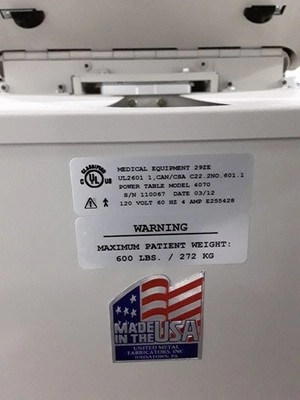 CLASSIFIED
C UL US
MEDICAL EQUIPMENT 29ZE
UL2601 1,CAN/CSA C22.2NO.601.1
POWER TABLE MODEL 4070
S/N 110067 DATE 03/12
120 VOLT 60 HZ 4 AMP E255428
WARNING
MAXIMUM PATIENT WEIGHT:
600 LBS. / 272 KG
MADE
IN THE USA
UNITED METAL
FABRICATORS, INC
JOHNSTOWN, PA